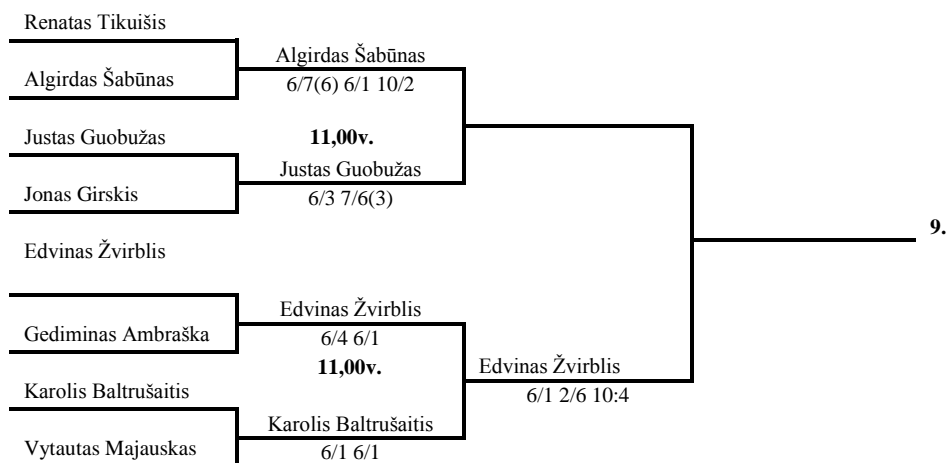 Renatas Tikuišis
Algirdas Šabūnas
Algirdas Šabūnas
6/7(6) 6/1 10/2
Justas Guobužas
11,00v.
Justas Guobužas
Jonas Girskis
6/3 7/6(3)
9.
Edvinas Žvirblis
Edvinas Žvirblis
Gediminas Ambraška
6/4 6/1
11,00v.
Edvinas Žvirblis
Karolis Baltrušaitis
6/1 2/6 10:4
Karolis Baltrušaitis
Vytautas Majauskas
6/1 6/1